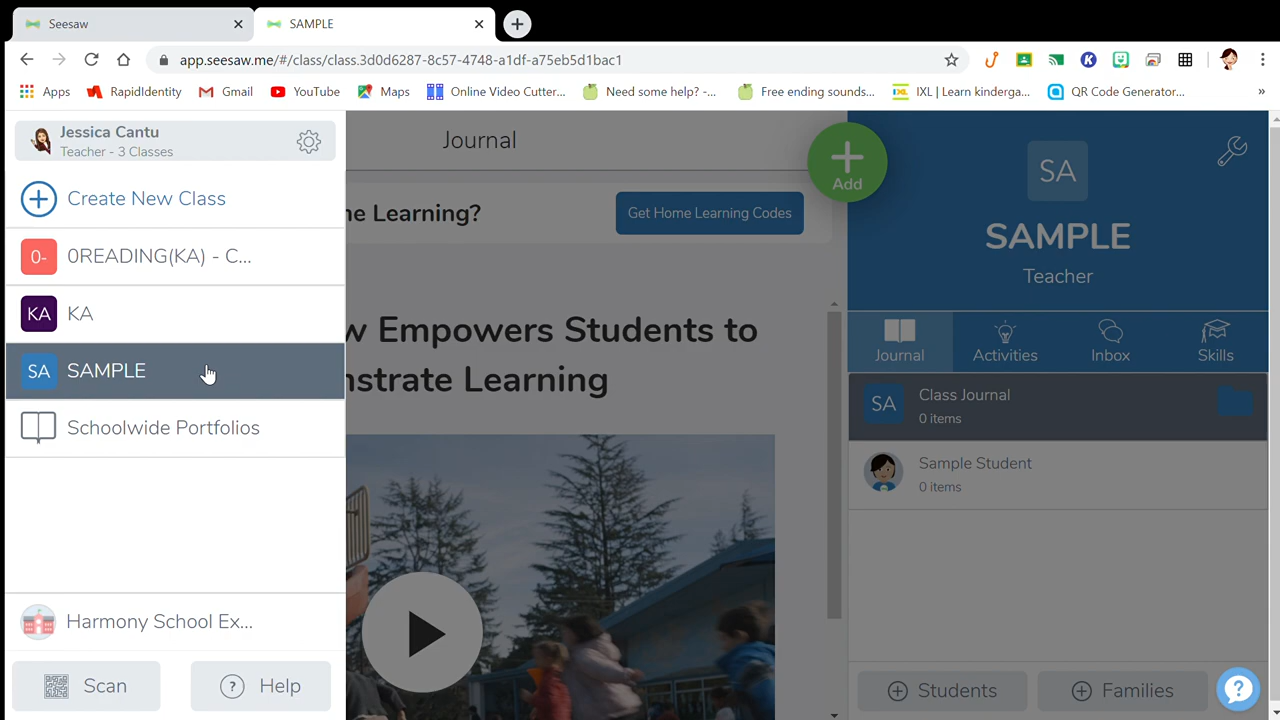 Seesaw
SAMPLE
app.seesaw.me/#/class/class.3d0d6287-8c57-4748-a1df-a75eb5d1bac1
Apps
RapidIdentity
Gmail
YouTube
Maps
Online Video Cutter...
Need some help? -...
Free ending sounds...
IXL | Learn kinderga...
QR Code Generator...
»
Jessica Cantu
Teacher - 3 Classes
Create New Class
0- 0READING(KA) - C...
KA KA
SA SAMPLE
Schoolwide Portfolios
Harmony School Ex...
Scan
? Help
Journal
me Learning?
Get Home Learning Codes
w Empowers Students to
nstrate Learning
Add
SA
SAMPLE
Teacher
Journal
Activities
Inbox
Skills
SA Class Journal
0 items
Sample Student
0 items
Students
Families
?